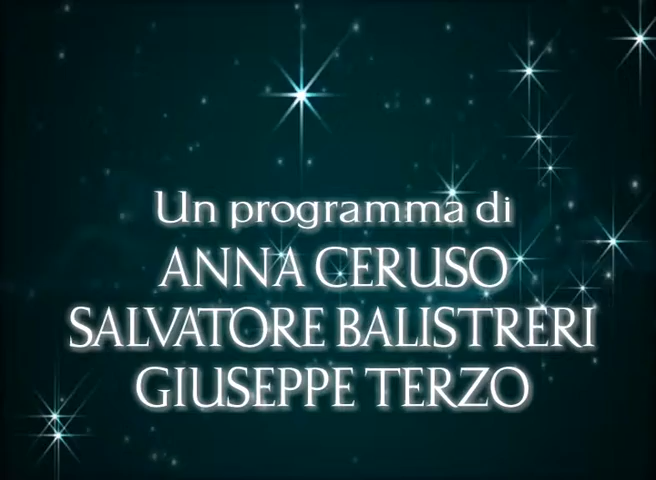 Un programma di
ANNA CERUSO
SALVATORE BALISTRERI
GIUSEPPE TERZO